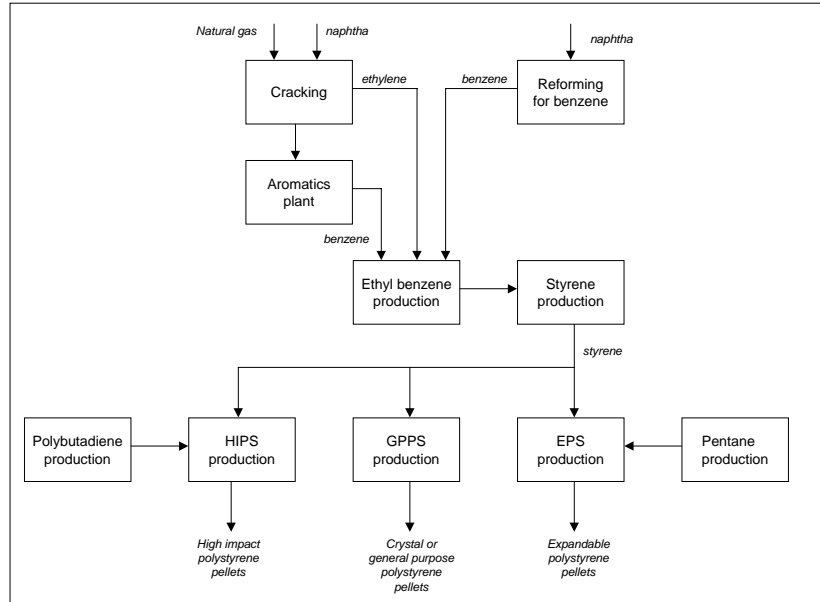 Natural gas
naphtha
naphtha
Cracking
ethylene
benzene
Reforming
for benzene
Aromatics
plant
benzene
Ethyl benzene
production
Styrene
production
styrene
Polybutadiene
production
HIPS
production
GPPS
production
EPS
production
Pentane
production
High impact
polystyrene
pellets
Crystal or
general purpose
polystyrene
pellets
Expandable
polystyrene
pellets